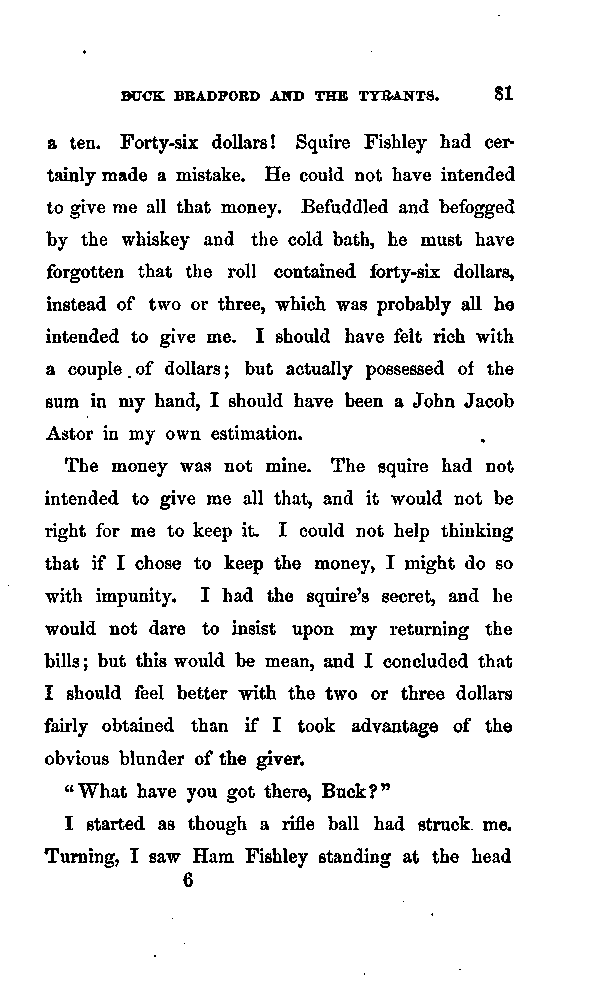 BUCK BRADFORD AND THE TYRANTS. 81
a ten. Forty-six dollars! Squire Fishley had cer-
tainly made a mistake. He could not have intended
to give me all that money. Befuddled and befogged
by the whiskey and the cold bath, he must have
forgotten that the roll contained forty-six dollars,
instead of two or three, which was probably all he
intended to give me. I should have felt rich with
a couple of dollars; but actually possessed of the
sum in my hand, I should have been a John Jacob
Astor in my own estimation.
The money was not mine. The squire had not
intended to give me all that, and it would not be
right for me to keep it. I could not help thinking
that if I chose to keep the money, I might do so
with impunity. I had the squire's secret, and he
would not dare to insist upon my returning the
bills; but this would be mean, and I concluded that
I should feel better with the two or three dollars
fairly obtained than if I took advantage of the
obvious blunder of the giver.
"What have you got there, Buck?"
I started as though a rifle ball had struck me.
Turning, I saw Ham Fishley standing at the head
6